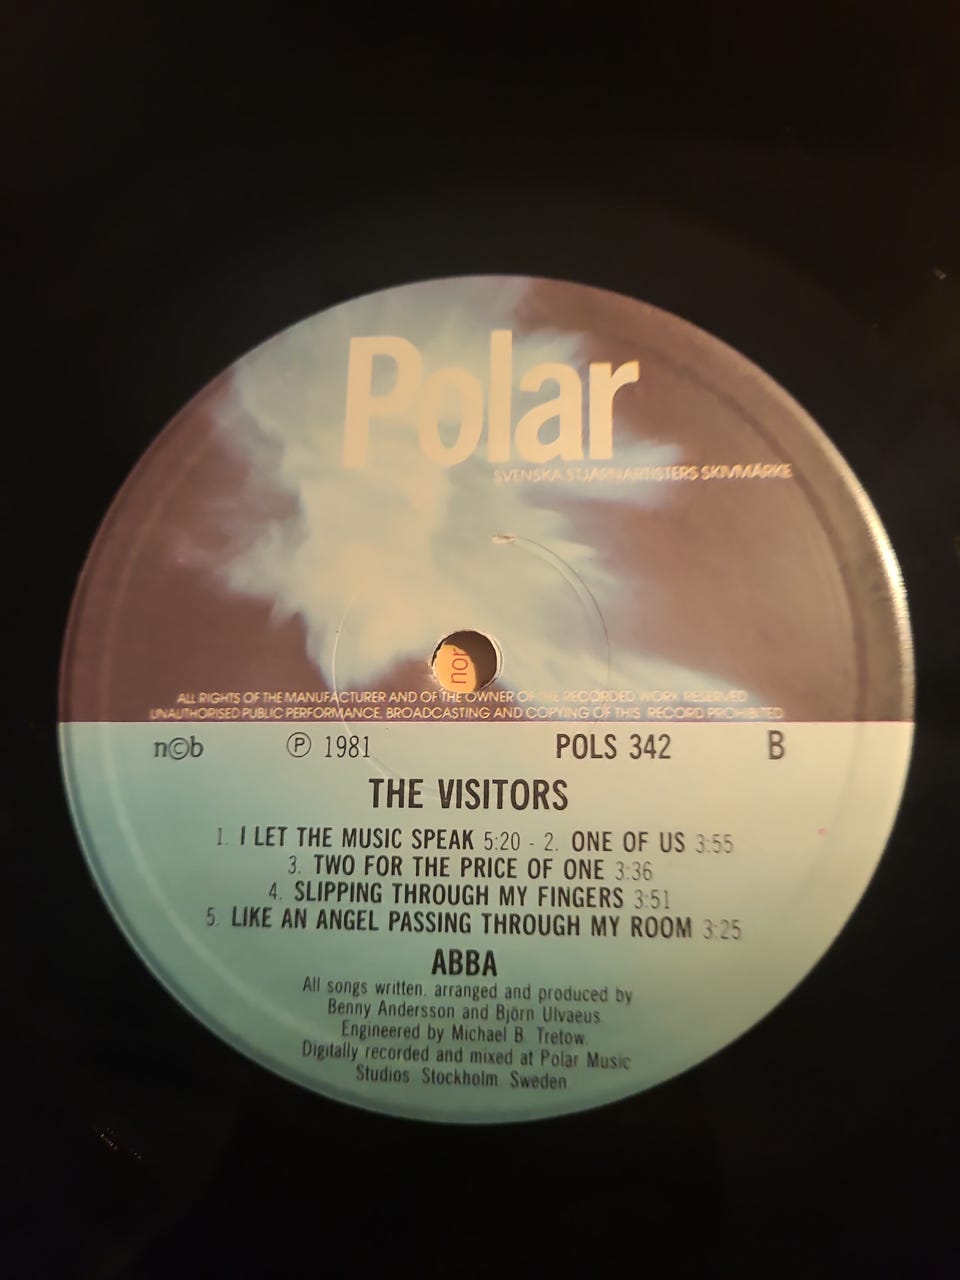 Polar
SVENSKA STJÄRNARTISTERS SKIVMÄRKE
nor
ALL RIGHTS OF THE MANUFACTURER AND OF THE OWNER OF THE RECORDED WORK RESERVED
UNAUTHORISED PUBLIC PERFORMANCE, BROADCASTING AND COPYING OF THIS RECORD PROHIBITED
n©b ℗ 1981 POLS 342 B
THE VISITORS
1. I LET THE MUSIC SPEAK 5:20 - 2. ONE OF US 3:55
3. TWO FOR THE PRICE OF ONE 3:36
4. SLIPPING THROUGH MY FINGERS 3:51
5. LIKE AN ANGEL PASSING THROUGH MY ROOM 3:25
ABBA
All songs written, arranged and produced by
Benny Andersson and Björn Ulvaeus.
Engineered by Michael B. Tretow.
Digitally recorded and mixed at Polar Music
Studios. Stockholm. Sweden.